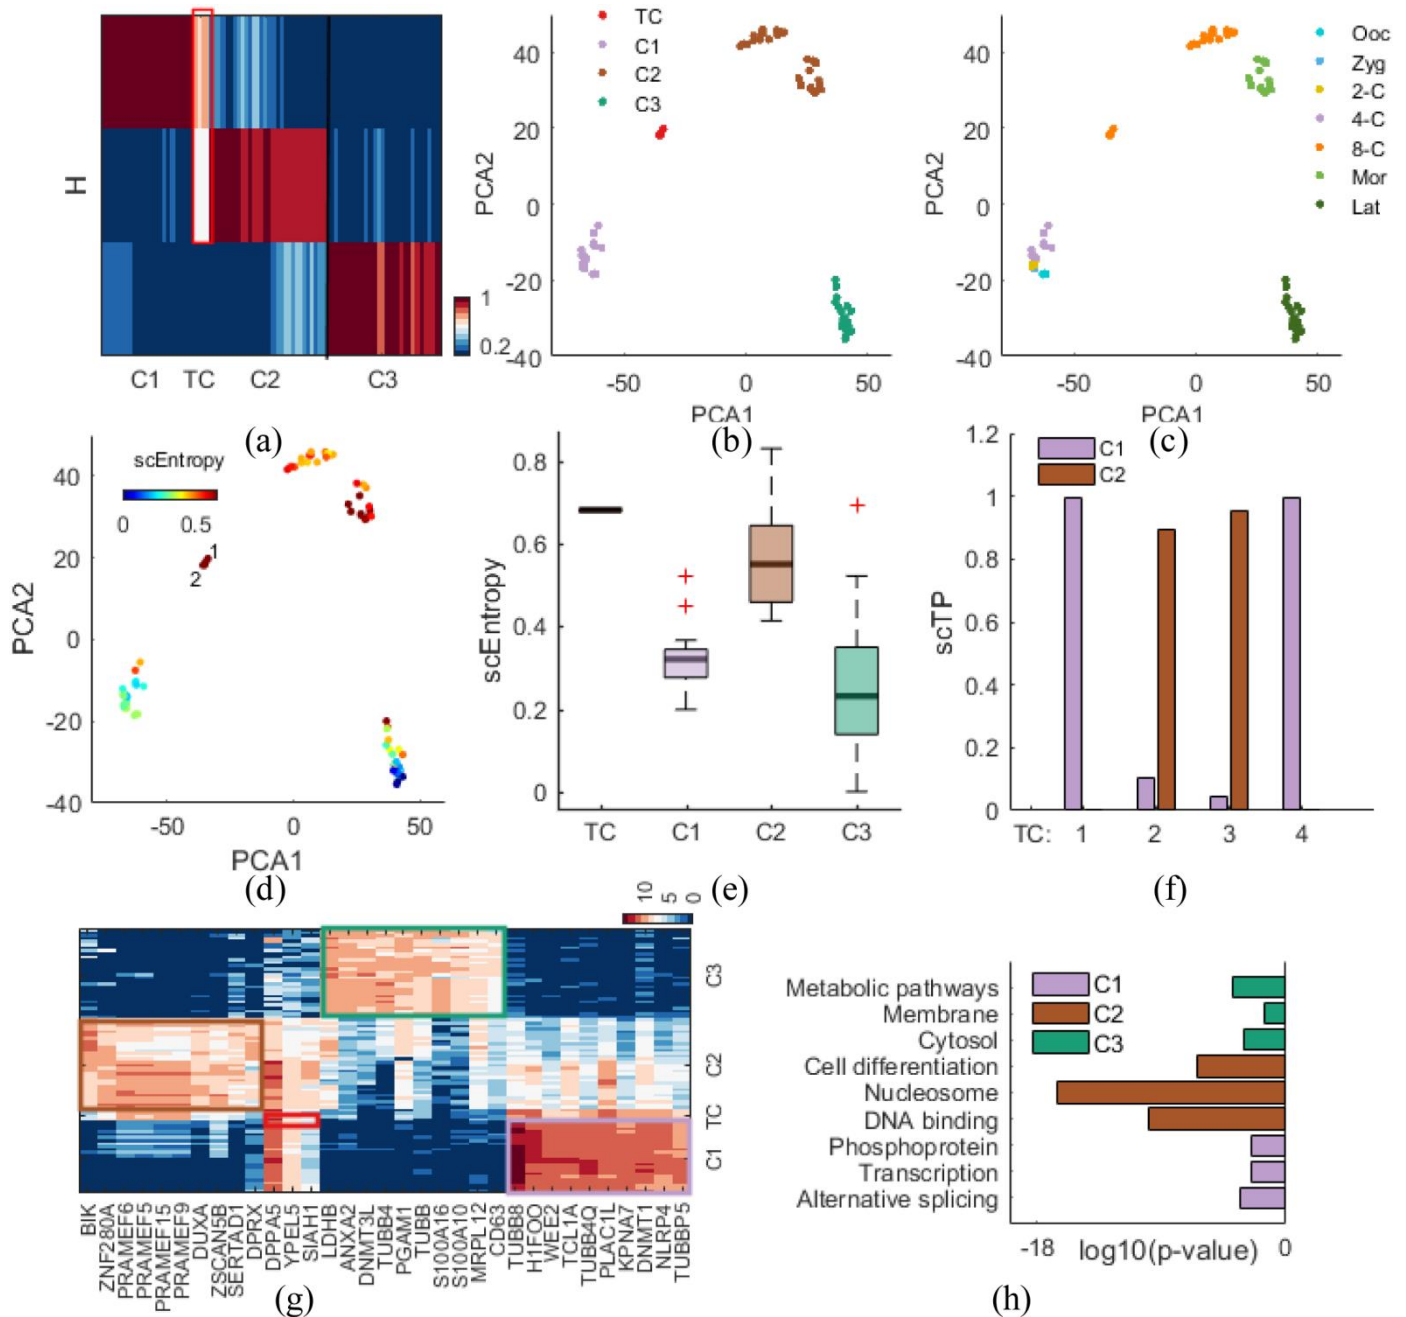 H
1
0.2
C1 TC C2 C3
(a)
TC
C1
C2
C3
PCA2
40
20
0
-20
-40
-50 0 50
PCA1
(b)
Ooc
Zyg
2-C
4-C
8-C
Mor
Lat
PCA2
40
20
0
-20
-40
-50 0 50
PCA1
(c)
scEntropy
0 0.5
1
2
PCA2
40
20
0
-20
-40
-50 0 50
PCA1
(d)
scEntropy
0.8
0.6
0.4
0.2
0
TC C1 C2 C3
(e)
C1
C2
scTP
1.2
1
0.8
0.6
0.4
0.2
0
TC: 1 2 3 4
(f)
10 5 0
C3
C2
TC
C1
BIK
ZNF280A
PRAMEF6
PRAMEF5
PRAMEF15
PRAMEF9
DUXA
ZSCAN5B
SERTAD1
DPRX
DPPA5
YPEL5
SIAH1
LDHB
ANXA2
DNMT3L
TUBB4
PGAM1
TUBB
S100A16
S100A10
MRPL12
CD63
TUBB8
H1FOO
WEE2
TCL1A
TUBB4Q
PLAC1L
KPNA7
DNMT1
NLRP4
TUBBP5
(g)
C1
C2
C3
Metabolic pathways
Membrane
Cytosol
Cell differentiation
Nucleosome
DNA binding
Phosphoprotein
Transcription
Alternative splicing
-18 log10(p-value) 0
(h)